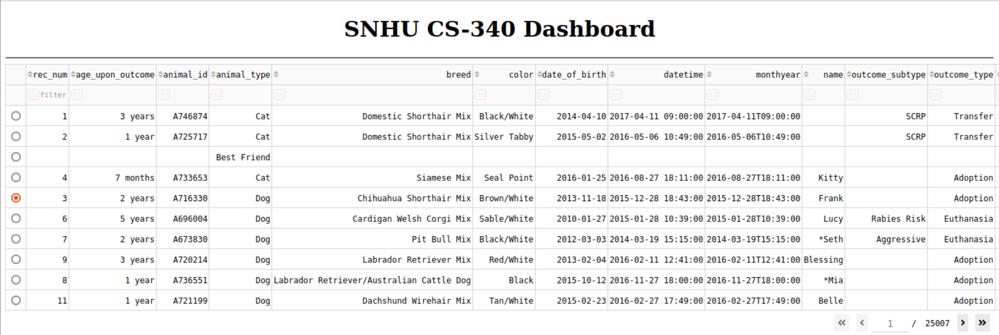 SNHU CS-340 Dashboard
rec_num age_upon_outcome animal_id animal_type breed color date_of_birth datetime monthyear name outcome_subtype outcome_type
Aa filter Aa Aa Aa Aa Aa Aa Aa Aa Aa Aa Aa
1 3 years A746874 Cat Domestic Shorthair Mix Black/White 2014-04-10 2017-04-11 09:00:00 2017-04-11T09:00:00 SCRP Transfer
2 1 year A725717 Cat Domestic Shorthair Mix Silver Tabby 2015-05-02 2016-05-06 10:49:00 2016-05-06T10:49:00 SCRP Transfer
Best Friend
4 7 months A733653 Cat Siamese Mix Seal Point 2016-01-25 2016-08-27 18:11:00 2016-08-27T18:11:00 Kitty Adoption
3 2 years A716330 Dog Chihuahua Shorthair Mix Brown/White 2013-11-18 2015-12-28 18:43:00 2015-12-28T18:43:00 Frank Adoption
6 5 years A696004 Dog Cardigan Welsh Corgi Mix Sable/White 2010-01-27 2015-01-28 10:39:00 2015-01-28T10:39:00 Lucy Rabies Risk Euthanasia
7 2 years A673830 Dog Pit Bull Mix Black/White 2012-03-03 2014-03-19 15:15:00 2014-03-19T15:15:00 *Seth Aggressive Euthanasia
9 3 years A720214 Dog Labrador Retriever Mix Red/White 2013-02-04 2016-02-11 12:41:00 2016-02-11T12:41:00 Blessing Adoption
8 1 year A736551 Dog Labrador Retriever/Australian Cattle Dog Black 2015-10-12 2016-11-27 18:00:00 2016-11-27T18:00:00 *Mia Adoption
11 1 year A721199 Dog Dachshund Wirehair Mix Tan/White 2015-02-23 2016-02-27 17:49:00 2016-02-27T17:49:00 Belle Adoption
« ‹ 1 / 25007 › »